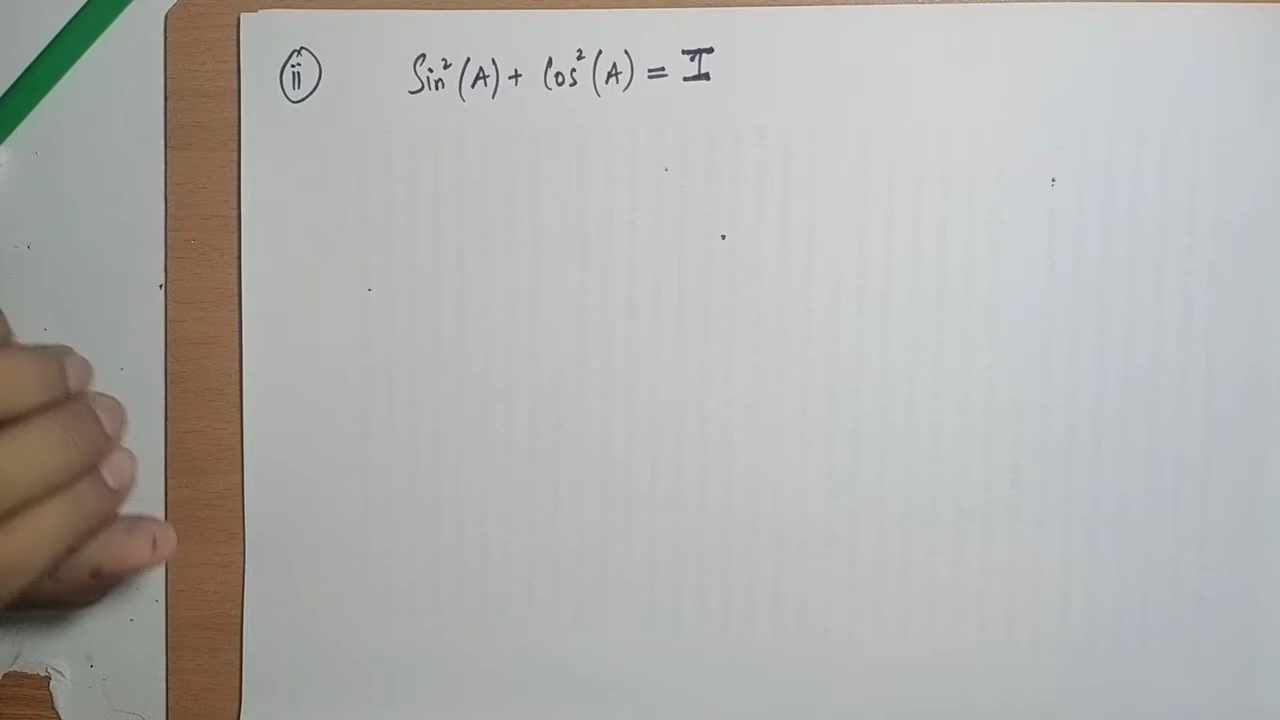 ii Sin²(A) + Cos²(A) = I